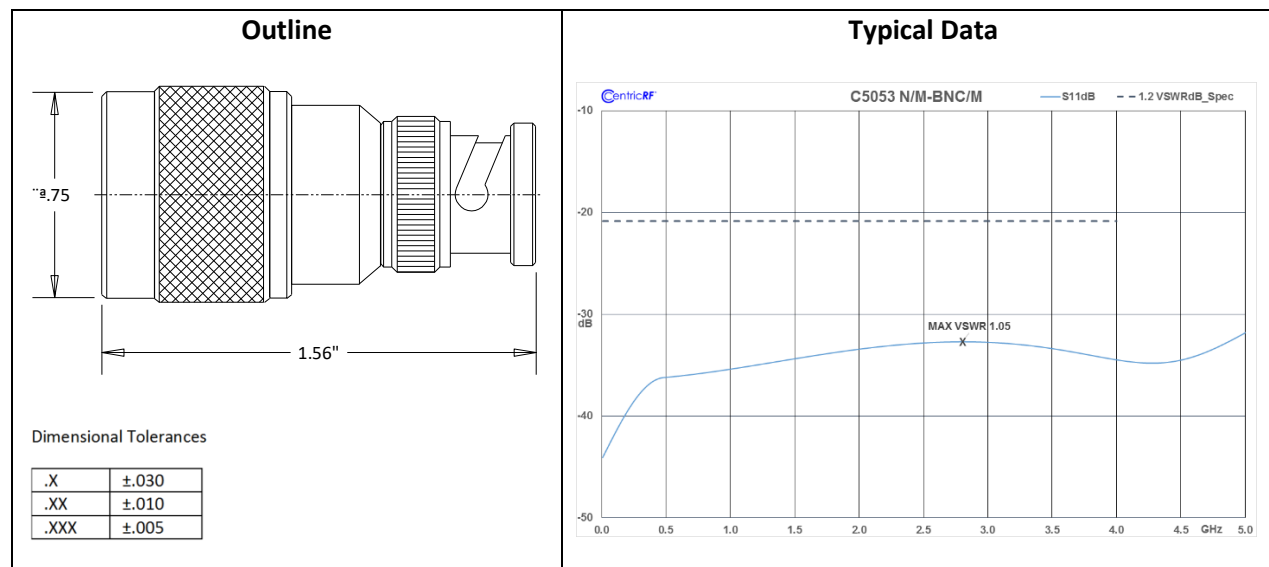 Outline
¨ª.75
1.56"
Dimensional Tolerances
.X ±.030
.XX ±.010
.XXX ±.005
Typical Data
CentricRF
C5053 N/M-BNC/M
S11dB
1.2 VSWRdB_Spec
-10
-20
-30
dB
MAX VSWR 1.05
X
-40
-50
0.0 0.5 1.0 1.5 2.0 2.5 3.0 3.5 4.0 4.5 GHz 5.0